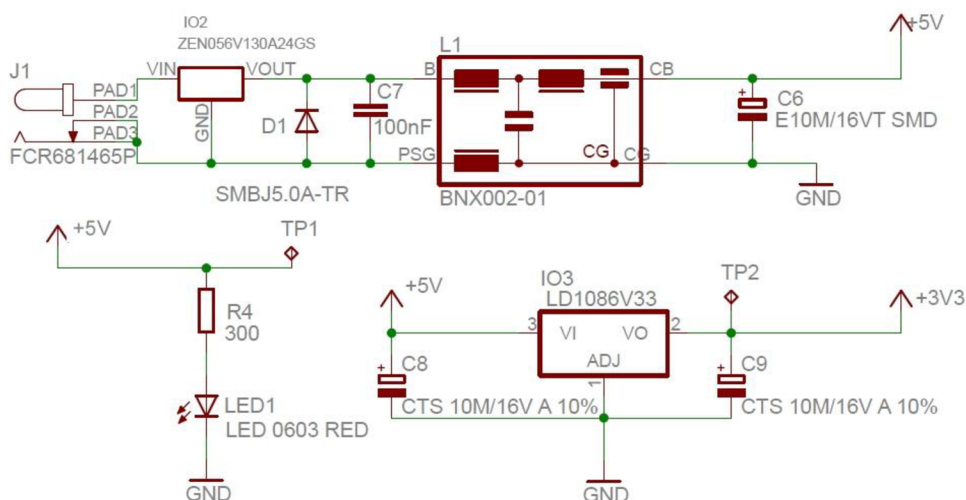 IO2
ZEN056V130A24GS
+5V
J1
L1
PAD1
VIN
VOUT
B
CB
PAD2
GND
D1
C7
100nF
+
C6
E10M/16VT SMD
PAD3
FCR681465P
PSG
CG
CG
SMBJ5.0A-TR
BNX002-01
GND
+5V
TP1
R4
300
LED1
LED 0603 RED
GND
+5V
IO3
LD1086V33
TP2
+3V3
3
VI
VO
2
ADJ
1
+
C8
CTS 10M/16V A 10%
+
C9
CTS 10M/16V A 10%
GND